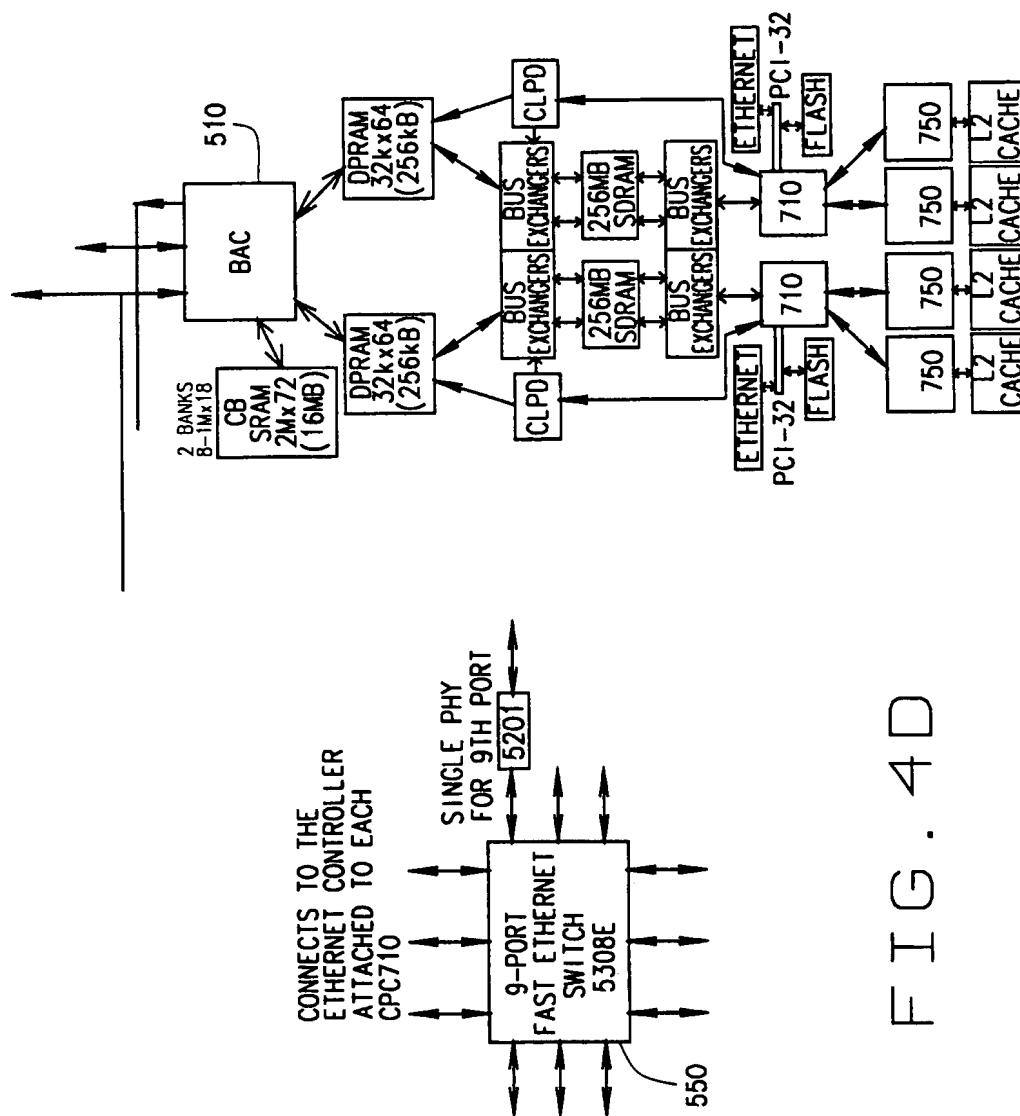 510
BAC
2 BANKS
8-1Mx18
CB
SRAM
2Mx72
(16MB)
DPRAM
32kx64
(256kB)
DPRAM
32kx64
(256kB)
CLPD
BUS
EXCHANGERS
BUS
EXCHANGERS
CLPD
256MB
SDRAM
256MB
SDRAM
BUS
EXCHANGERS
BUS
EXCHANGERS
ETHERNET
PCI-32
FLASH
710
710
ETHERNET
PCI-32
FLASH
750
750
750
750
L2
CACHE
L2
CACHE
L2
CACHE
L2
CACHE
CONNECTS TO THE
ETHERNET CONTROLLER
ATTACHED TO EACH
CPC710
SINGLE PHY
FOR 9TH PORT
5201
9-PORT
FAST ETHERNET
SWITCH
5308E
550
FIG. 4D